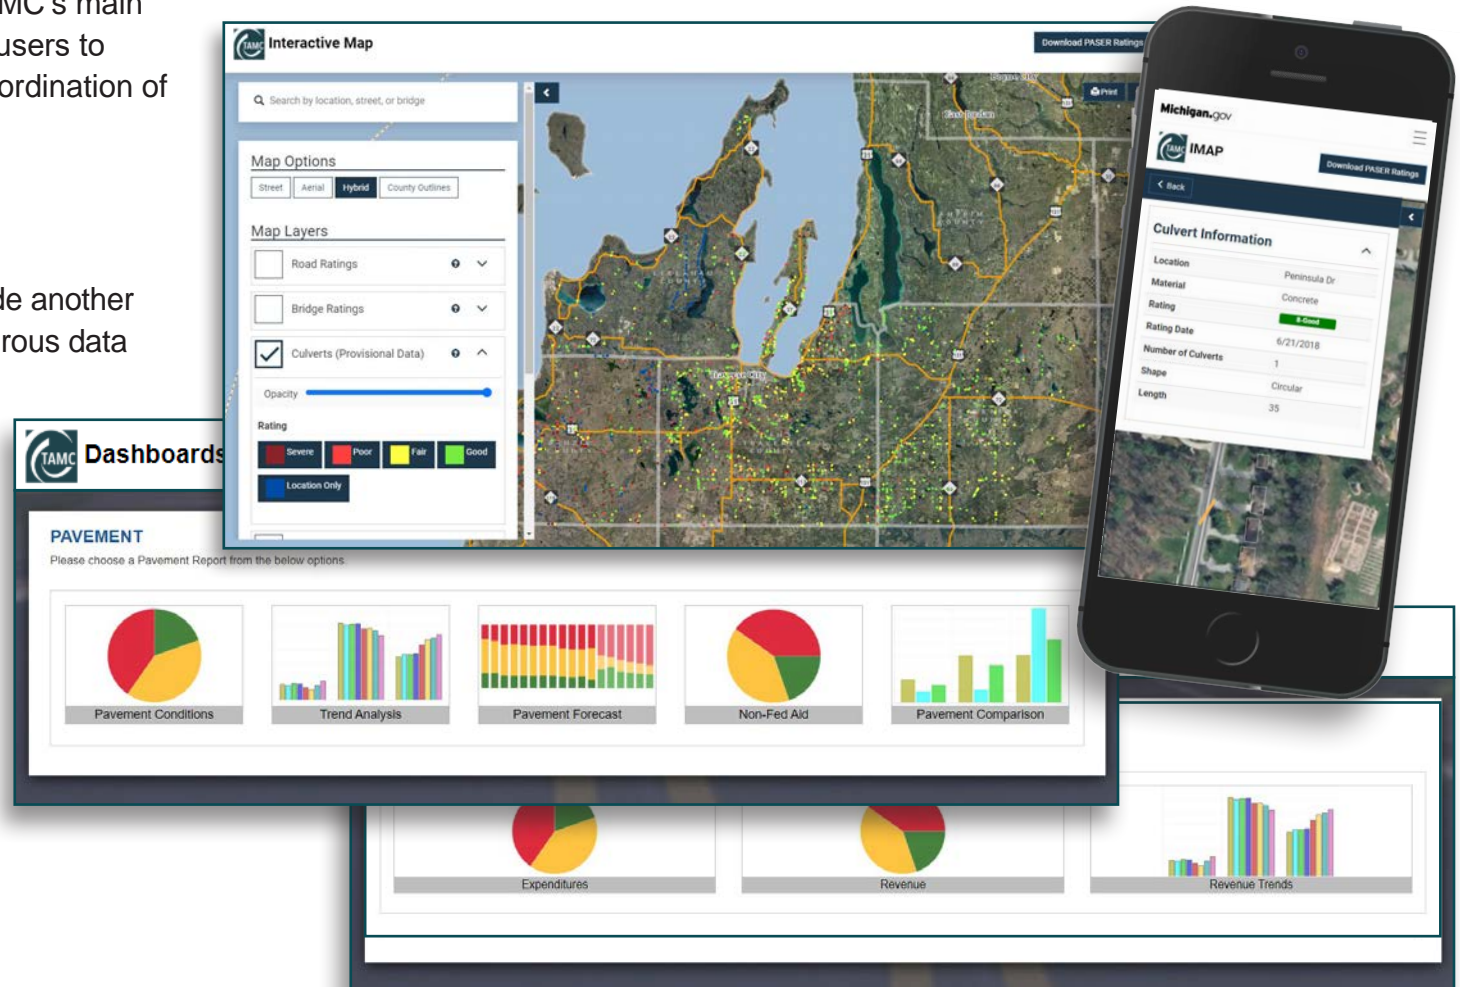 MC's main
users to
ordination of
de another
rous data
TAMC Interactive Map
Download PASER Ratings
Search by location, street, or bridge
Map Options
Street Aerial Hybrid County Outlines
Map Layers
Road Ratings
Bridge Ratings
Culverts (Provisional Data)
Opacity
Rating
Severe Poor Fair Good
Location Only
Print
Traverse City
Michigan.gov
TAMC IMAP
Download PASER Ratings
Back
Culvert Information
Location Peninsula Dr
Material Concrete
Rating 8-Good
Rating Date 6/21/2018
Number of Culverts 1
Shape Circular
Length 35
TAMC Dashboards
PAVEMENT
Please choose a Pavement Report from the below options.
Pavement Conditions
Trend Analysis
Pavement Forecast
Non-Fed Aid
Pavement Comparison
Expenditures
Revenue
Revenue Trends